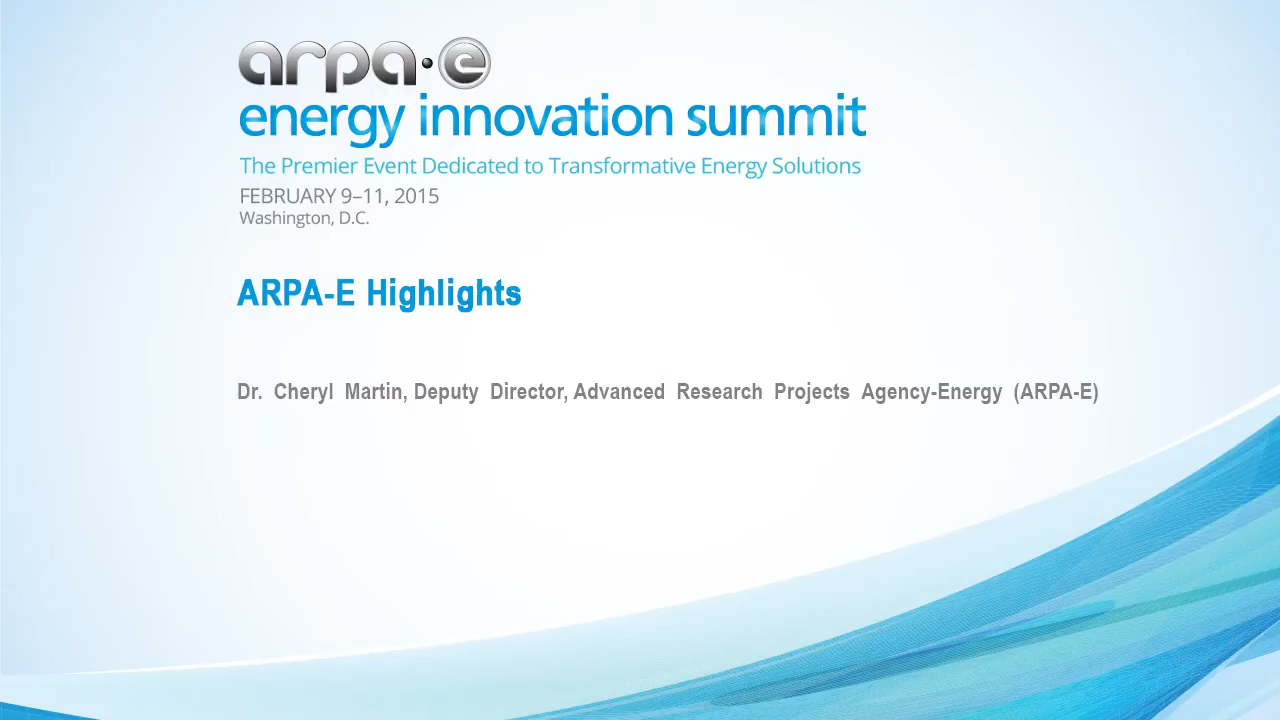 arpa·e
energy innovation summit
The Premier Event Dedicated to Transformative Energy Solutions
FEBRUARY 9–11, 2015
Washington, D.C.
ARPA-E Highlights
Dr. Cheryl Martin, Deputy Director, Advanced Research Projects Agency-Energy (ARPA-E)